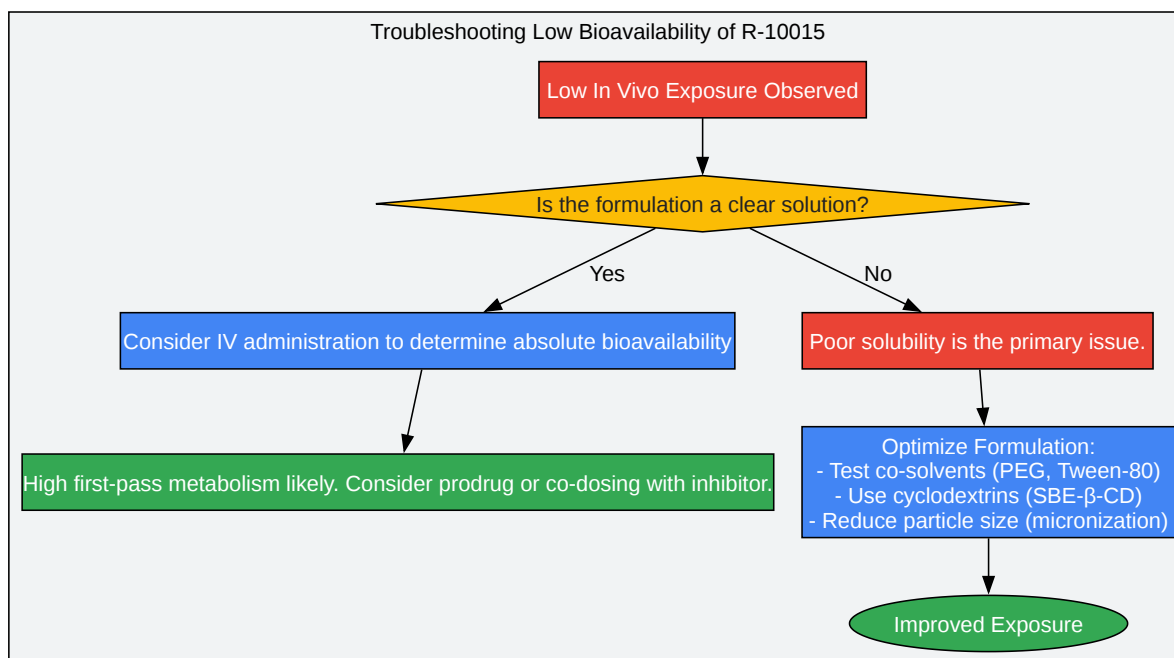 Troubleshooting Low Bioavailability of R-10015
Low In Vivo Exposure Observed
Is the formulation a clear solution?
Yes
No
Consider IV administration to determine absolute bioavailability
Poor solubility is the primary issue.
High first-pass metabolism likely. Consider prodrug or co-dosing with inhibitor.
Optimize Formulation:
- Test co-solvents (PEG, Tween-80)
- Use cyclodextrins (SBE-β-CD)
- Reduce particle size (micronization)
Improved Exposure